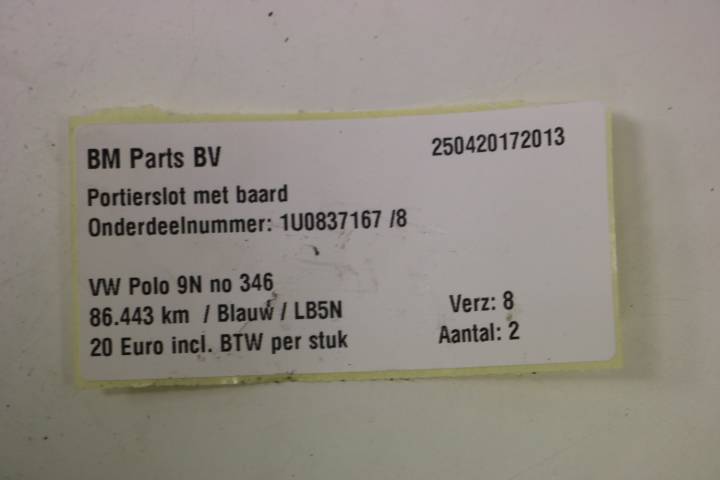 BM Parts BV
250420172013
Portierslot met baard
Onderdeelnummer: 1U0837167 /8
VW Polo 9N no 346
86.443 km / Blauw / LB5N
Verz: 8
20 Euro incl. BTW per stuk
Aantal: 2